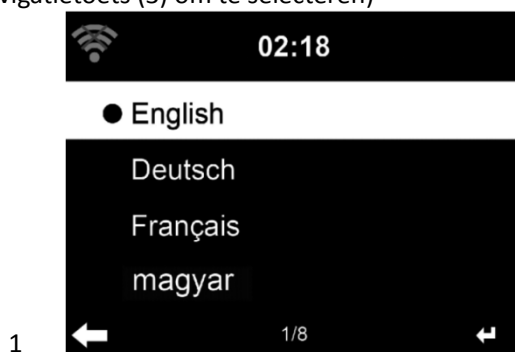 vigatietoets (5) om te selecteren)
02:18
English
Deutsch
Français
magyar
1/8
1